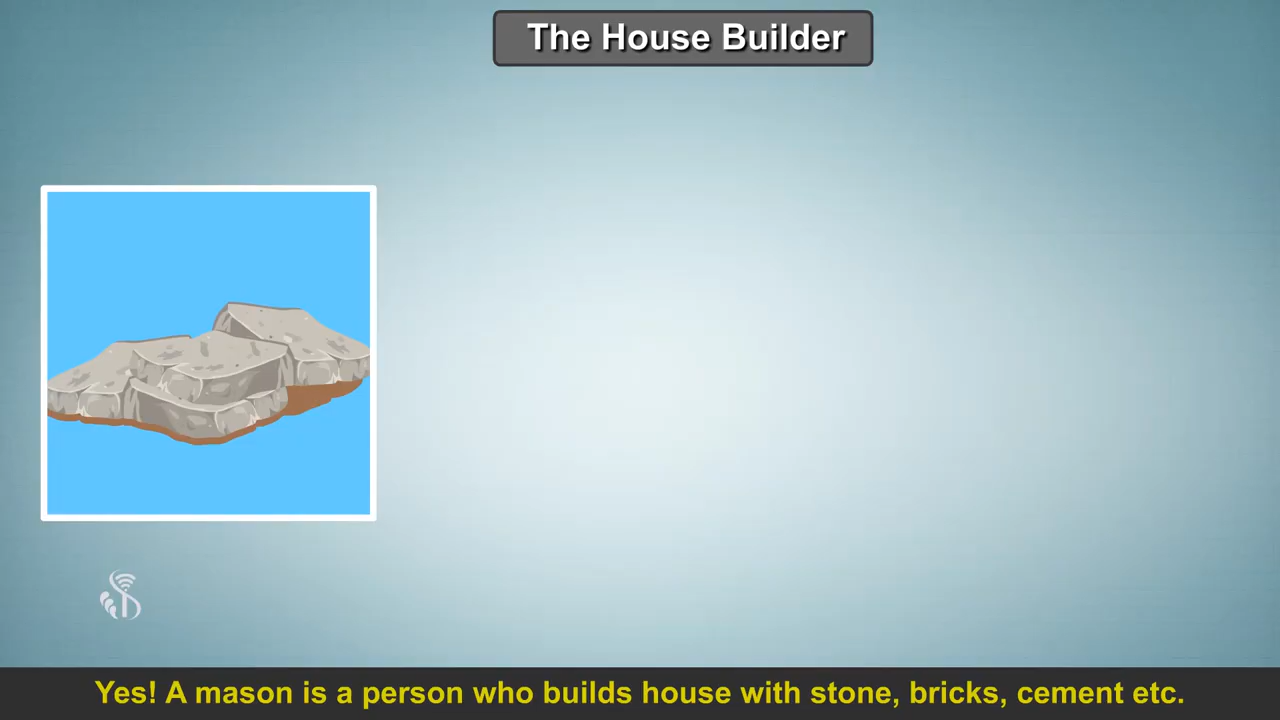 The House Builder
Yes! A mason is a person who builds house with stone, bricks, cement etc.